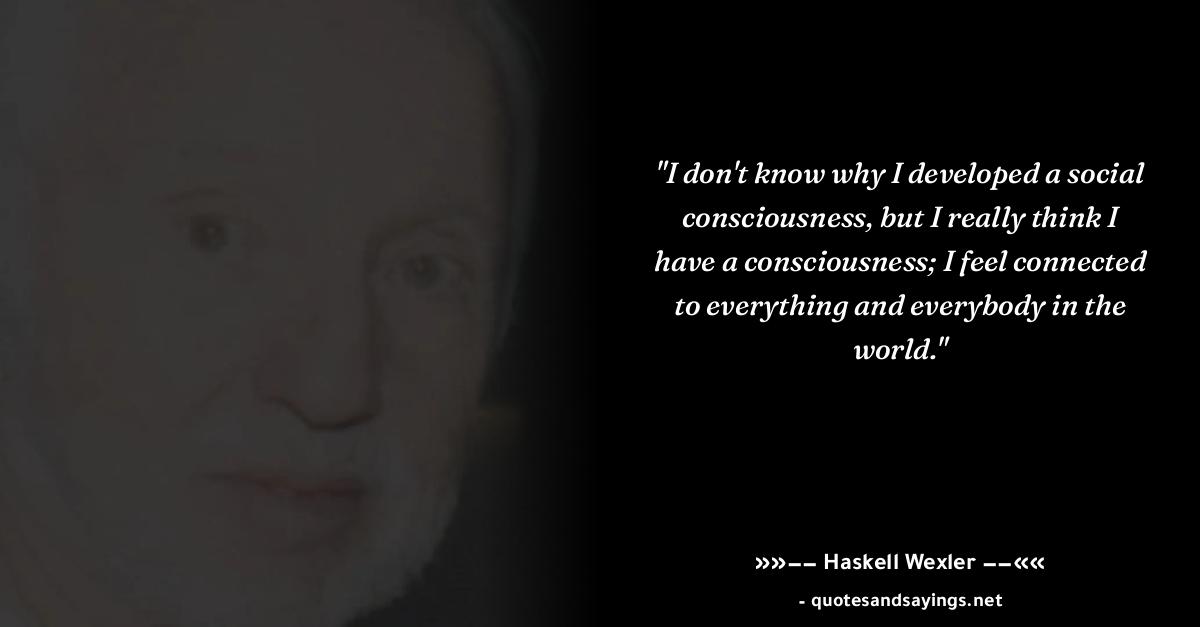 "I don't know why I developed a social
consciousness, but I really think I
have a consciousness; I feel connected
to everything and everybody in the
world."
»»−− Haskell Wexler −−««
- quotesandsayings.net